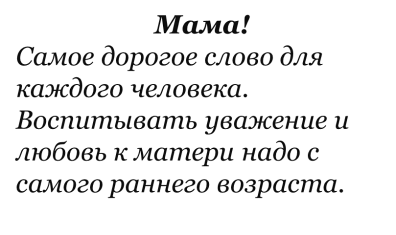 Мама!
Самое дорогое слово для
каждого человека.
Воспитывать уважение и
любовь к матери надо с
самого раннего возраста.